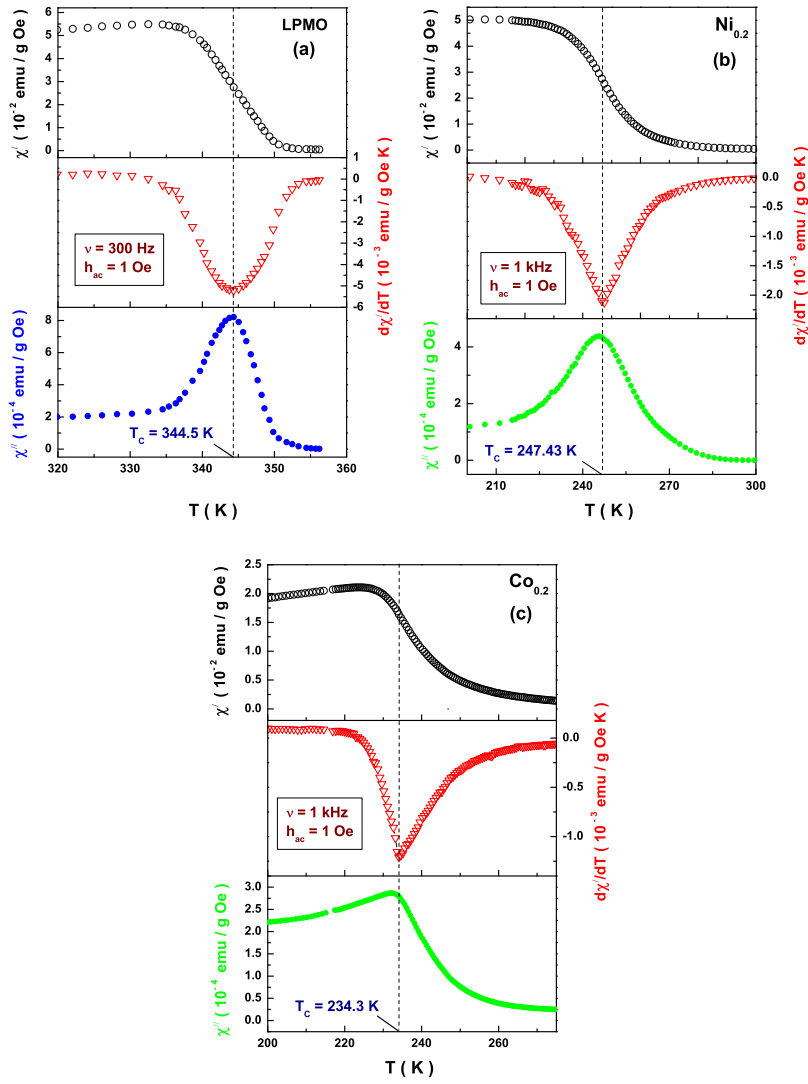 LPMO
(a)
6
5
4
3
2
1
0
χ′ ( 10⁻² emu / g Oe )
1
0
-1
-2
-3
-4
-5
-6
dχ′/dT ( 10⁻³ emu / g Oe K )
ν = 300 Hz
h_ac = 1 Oe
8
6
4
2
0
χ′′ ( 10⁻⁴ emu / g Oe )
T_C = 344.5 K
320 330 340 350 360
T ( K )
Ni₀.₂
(b)
5
4
3
2
1
0
χ′ ( 10⁻² emu / g Oe )
0.0
-0.5
-1.0
-1.5
-2.0
dχ′/dT ( 10⁻³ emu / g Oe K )
ν = 1 kHz
h_ac = 1 Oe
4
2
0
χ′′ ( 10⁻⁴ emu / g Oe )
T_C = 247.43 K
210 240 270 300
T ( K )
Co₀.₂
(c)
2.5
2.0
1.5
1.0
0.5
0.0
χ′ ( 10⁻² emu / g Oe )
0.0
-0.5
-1.0
dχ′/dT ( 10⁻³ emu / g Oe K )
ν = 1 kHz
h_ac = 1 Oe
3.0
2.5
2.0
1.5
1.0
0.5
0.0
χ′′ ( 10⁻⁴ emu / g Oe )
T_C = 234.3 K
200 220 240 260
T ( K )